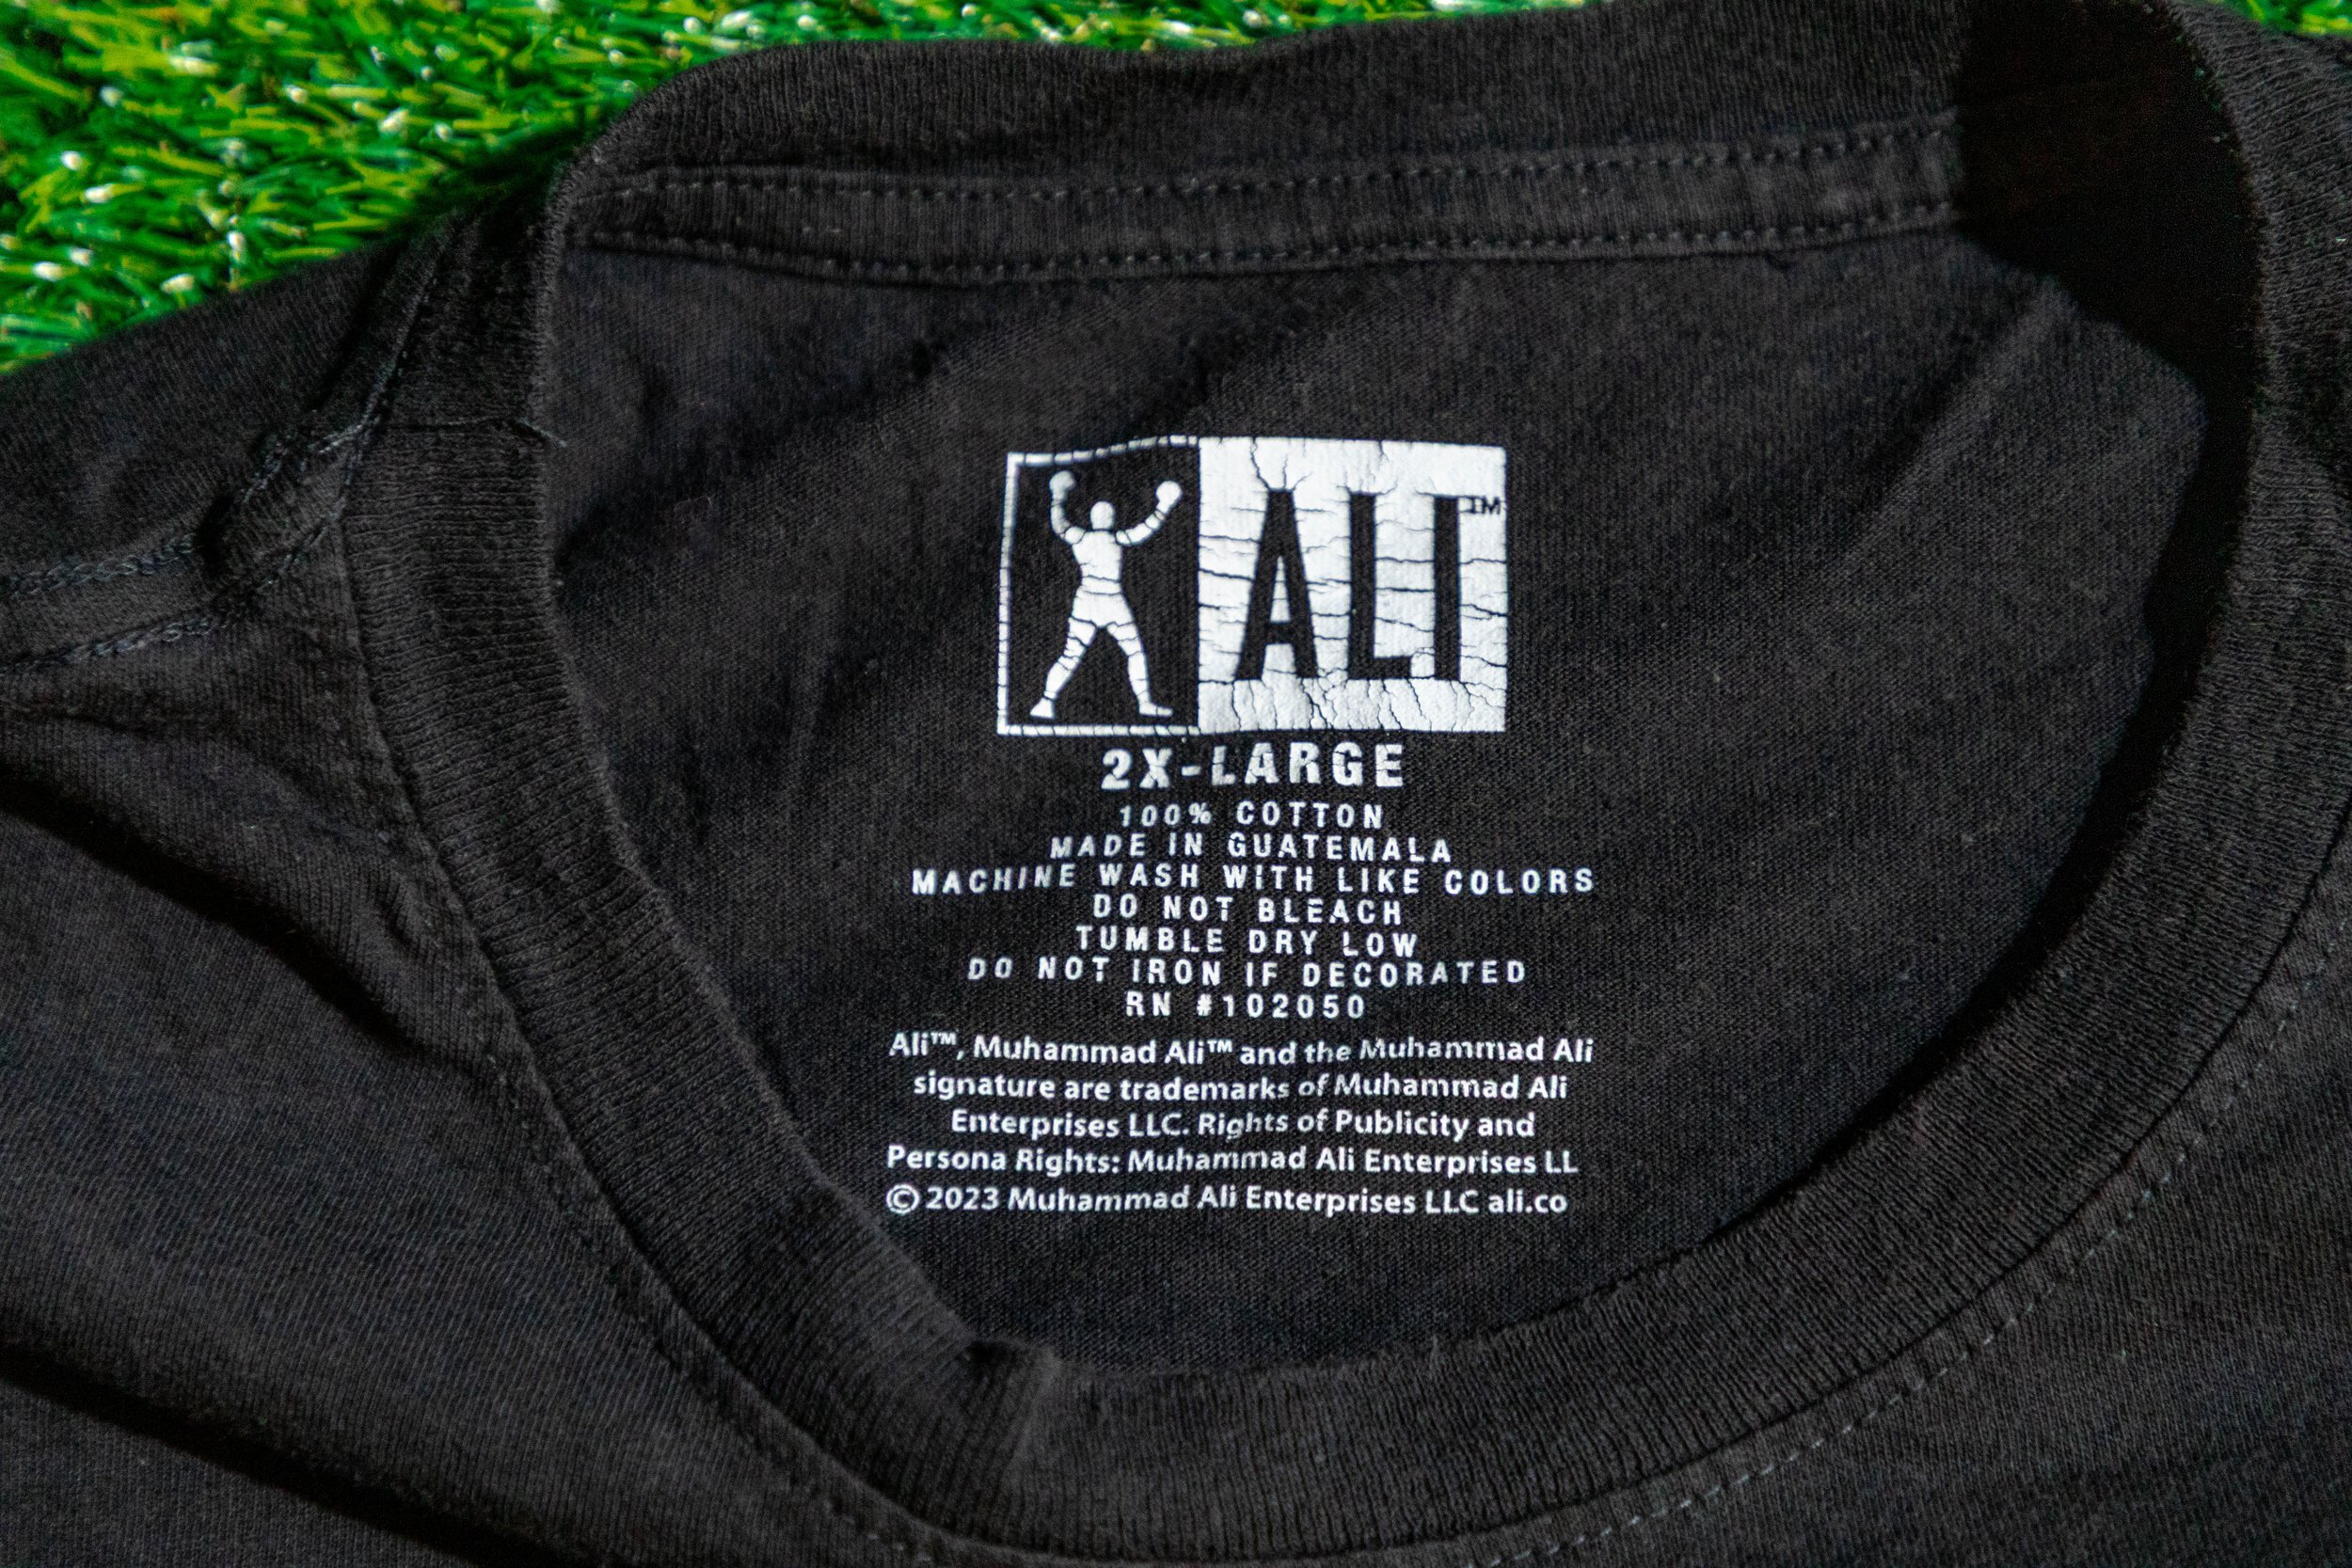 ALI™
2X-LARGE
100% COTTON
MADE IN GUATEMALA
MACHINE WASH WITH LIKE COLORS
DO NOT BLEACH
TUMBLE DRY LOW
DO NOT IRON IF DECORATED
RN #102050
Ali™, Muhammad Ali™ and the Muhammad Ali
signature are trademarks of Muhammad Ali
Enterprises LLC. Rights of Publicity and
Persona Rights: Muhammad Ali Enterprises LL
© 2023 Muhammad Ali Enterprises LLC ali.co